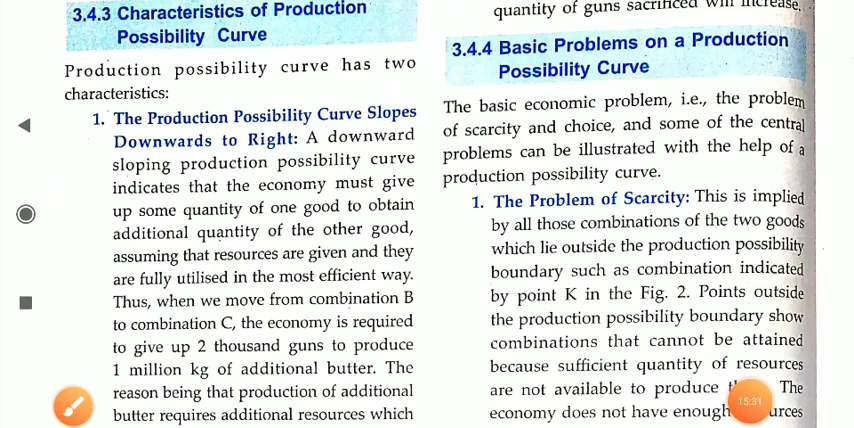 3.4.3 Characteristics of Production
Possibility Curve
Production possibility curve has two
characteristics:
1. The Production Possibility Curve Slopes
Downwards to Right: A downward
sloping production possibility curve
indicates that the economy must give
up some quantity of one good to obtain
additional quantity of the other good,
assuming that resources are given and they
are fully utilised in the most efficient way.
Thus, when we move from combination B
to combination C, the economy is required
to give up 2 thousand guns to produce
1 million kg of additional butter. The
reason being that production of additional
butter requires additional resources which
quantity of guns sacrificed will increase.
3.4.4 Basic Problems on a Production
Possibility Curve
The basic economic problem, i.e., the problem
of scarcity and choice, and some of the central
problems can be illustrated with the help of a
production possibility curve.
1. The Problem of Scarcity: This is implied
by all those combinations of the two goods
which lie outside the production possibility
boundary such as combination indicated
by point K in the Fig. 2. Points outside
the production possibility boundary show
combinations that cannot be attained
because sufficient quantity of resources
are not available to produce The
economy does not have enough
15:31